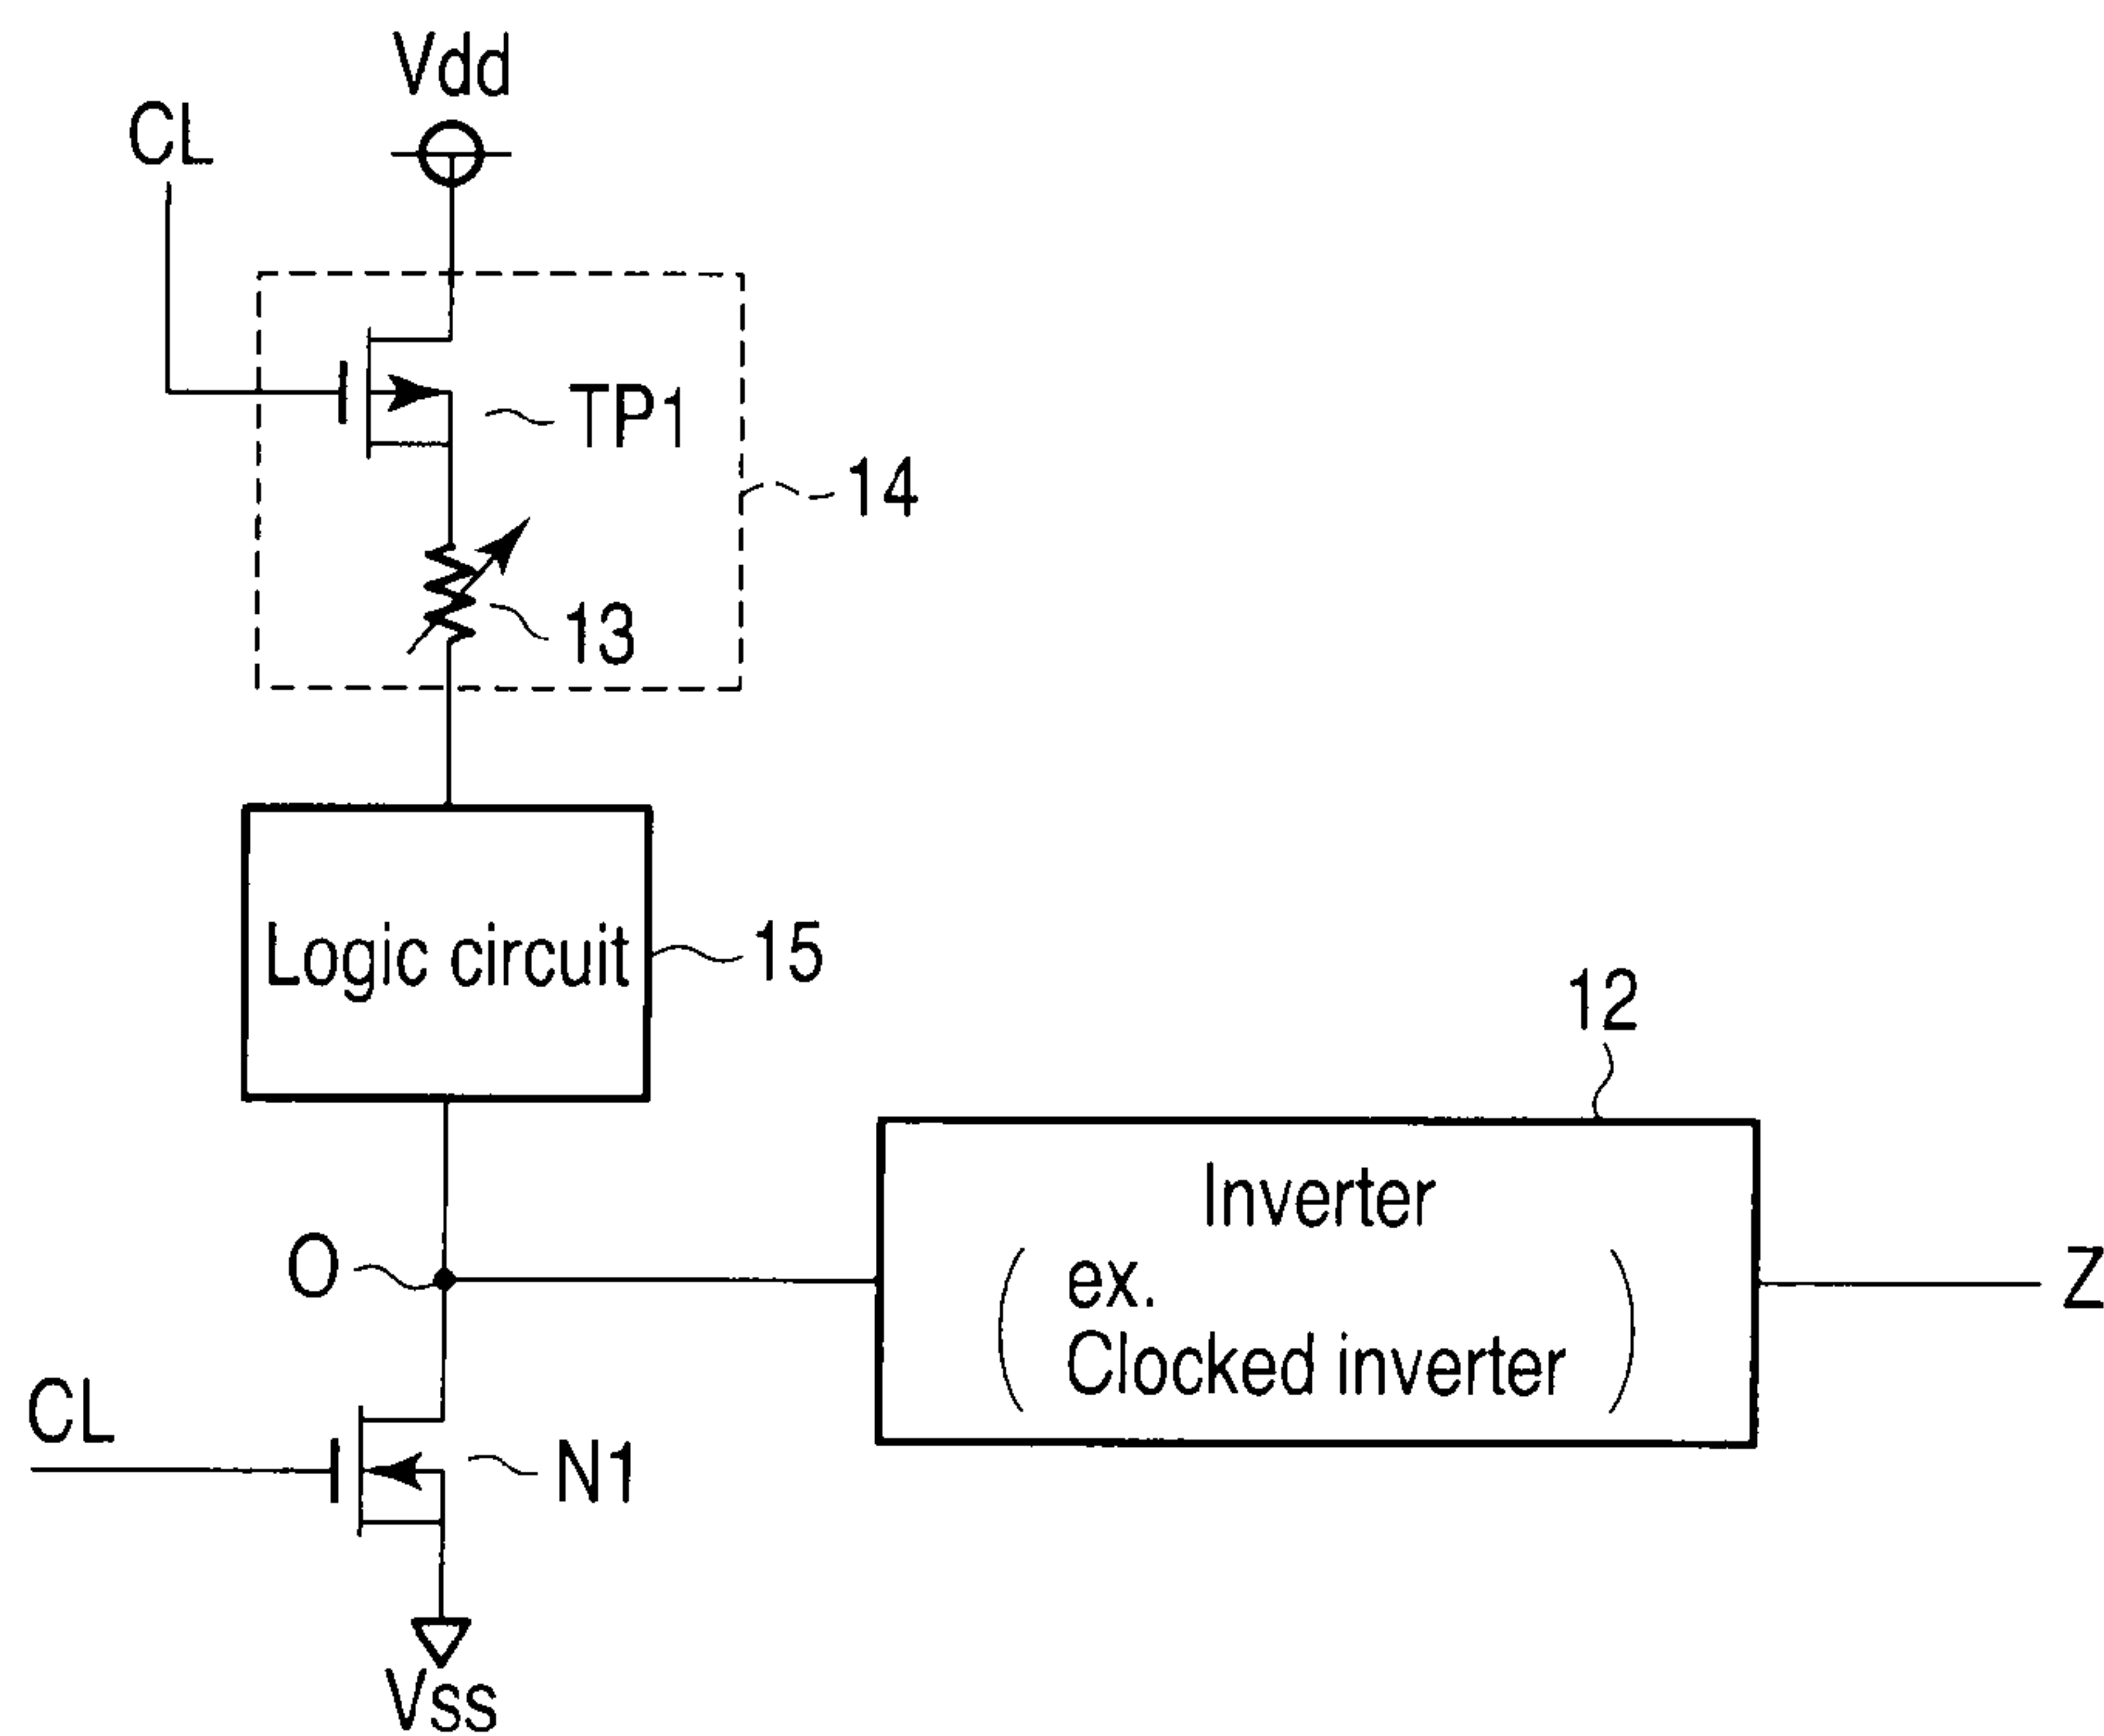 Vdd
CL
TP1
14
13
Logic circuit
15
12
Inverter
O
( ex.
Clocked inverter )
Z
CL
N1
Vss